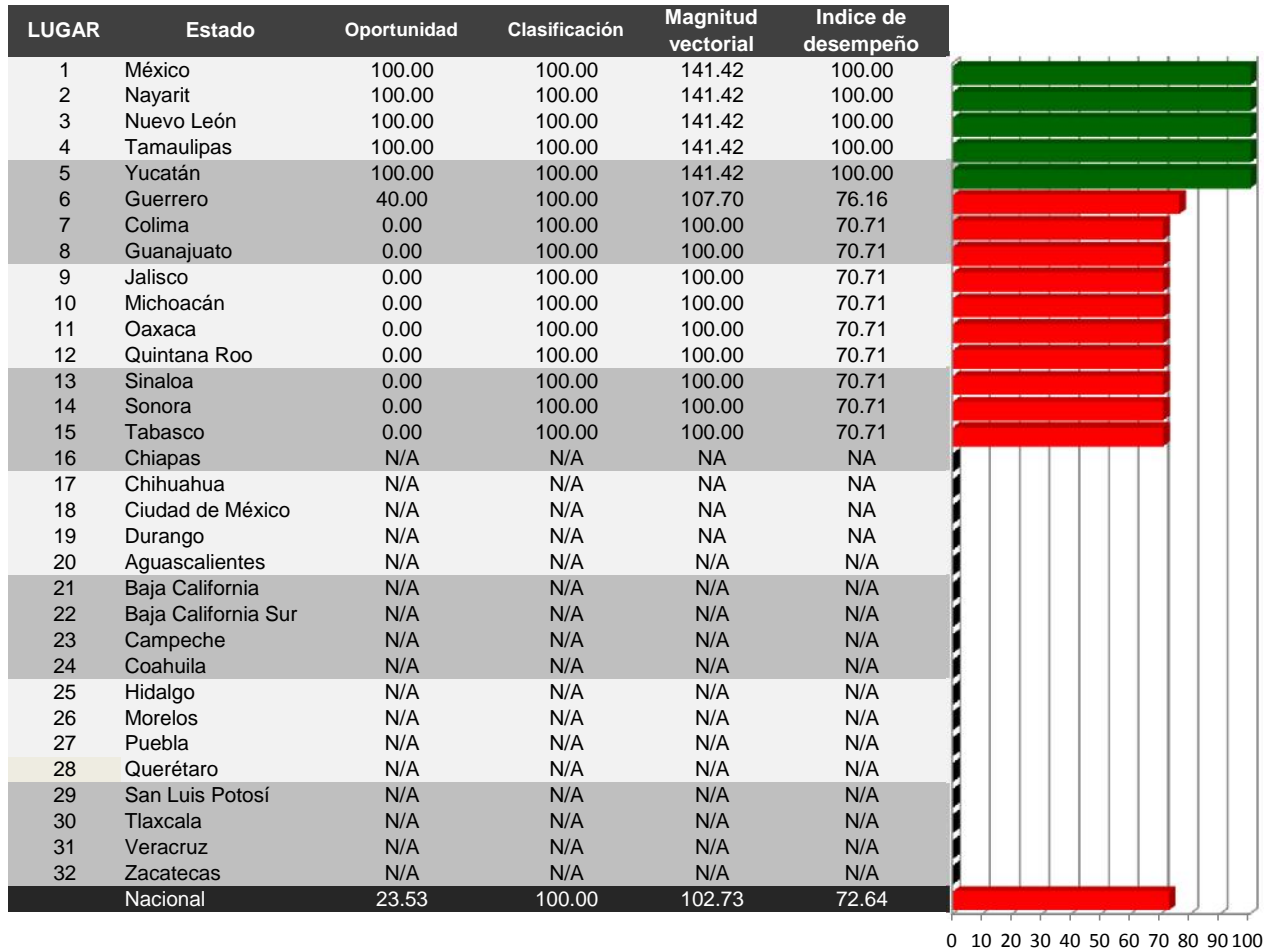 LUGAR Estado Oportunidad Clasificación Magnitud vectorial Indice de desempeño
1 México 100.00 100.00 141.42 100.00
2 Nayarit 100.00 100.00 141.42 100.00
3 Nuevo León 100.00 100.00 141.42 100.00
4 Tamaulipas 100.00 100.00 141.42 100.00
5 Yucatán 100.00 100.00 141.42 100.00
6 Guerrero 40.00 100.00 107.70 76.16
7 Colima 0.00 100.00 100.00 70.71
8 Guanajuato 0.00 100.00 100.00 70.71
9 Jalisco 0.00 100.00 100.00 70.71
10 Michoacán 0.00 100.00 100.00 70.71
11 Oaxaca 0.00 100.00 100.00 70.71
12 Quintana Roo 0.00 100.00 100.00 70.71
13 Sinaloa 0.00 100.00 100.00 70.71
14 Sonora 0.00 100.00 100.00 70.71
15 Tabasco 0.00 100.00 100.00 70.71
16 Chiapas N/A N/A NA NA
17 Chihuahua N/A N/A NA NA
18 Ciudad de México N/A N/A NA NA
19 Durango N/A N/A NA NA
20 Aguascalientes N/A N/A N/A N/A
21 Baja California N/A N/A N/A N/A
22 Baja California Sur N/A N/A N/A N/A
23 Campeche N/A N/A N/A N/A
24 Coahuila N/A N/A N/A N/A
25 Hidalgo N/A N/A N/A N/A
26 Morelos N/A N/A N/A N/A
27 Puebla N/A N/A N/A N/A
28 Querétaro N/A N/A N/A N/A
29 San Luis Potosí N/A N/A N/A N/A
30 Tlaxcala N/A N/A N/A N/A
31 Veracruz N/A N/A N/A N/A
32 Zacatecas N/A N/A N/A N/A
Nacional 23.53 100.00 102.73 72.64
0 10 20 30 40 50 60 70 80 90 100